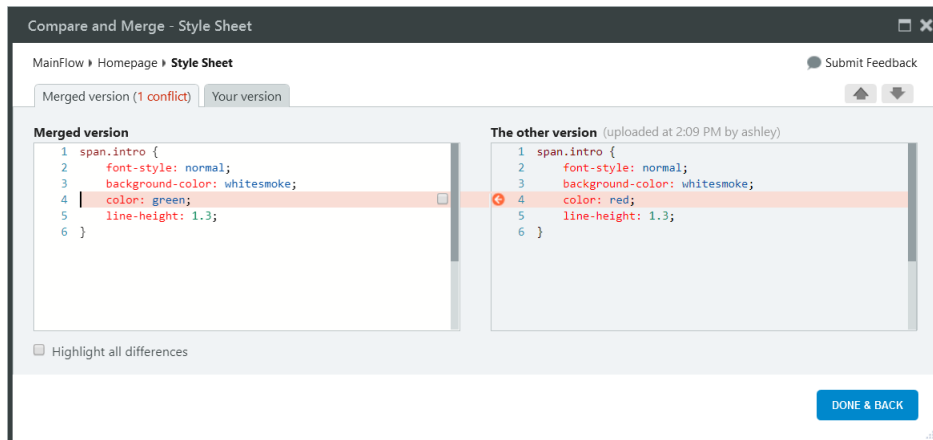 Compare and Merge - Style Sheet
MainFlow Homepage Style Sheet
Submit Feedback
Merged version (1 conflict)
Your version
Merged version
1 span.intro {
2 font-style: normal;
3 background-color: whitesmoke;
4 color: green;
5 line-height: 1.3;
6 }
The other version (uploaded at 2:09 PM by ashley)
1 span.intro {
2 font-style: normal;
3 background-color: whitesmoke;
4 color: red;
5 line-height: 1.3;
6 }
Highlight all differences
DONE & BACK